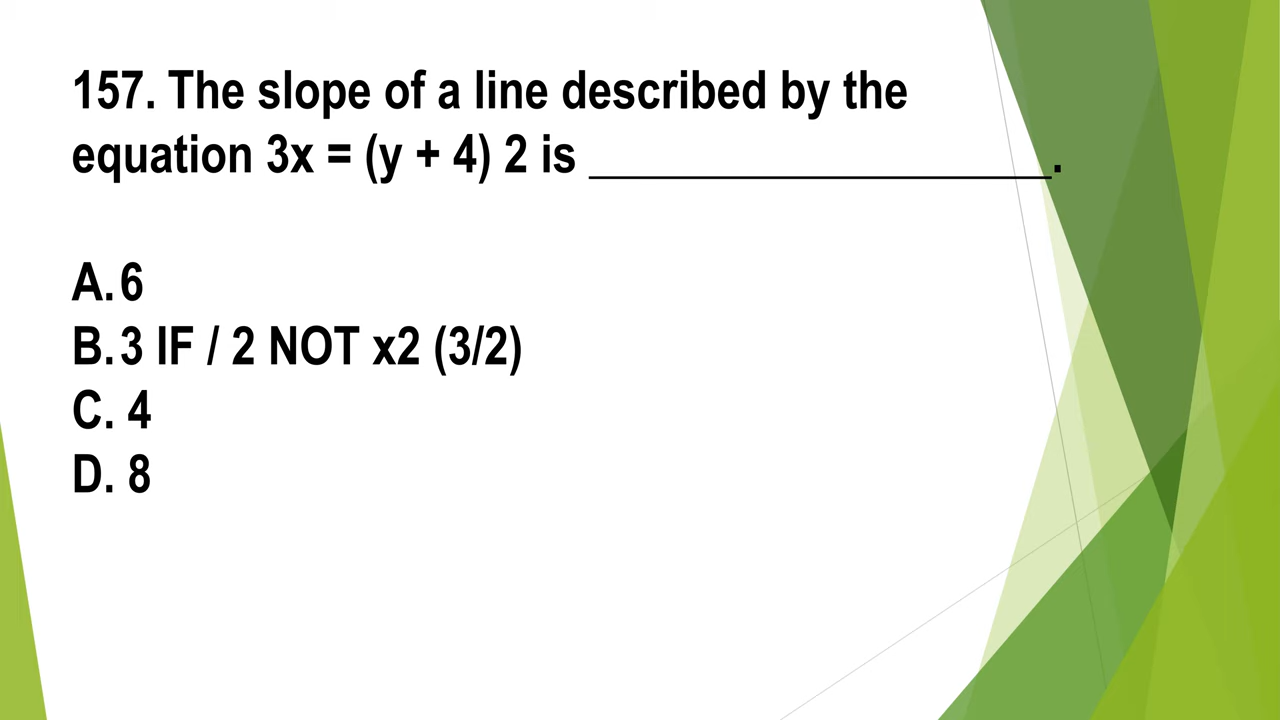 157. The slope of a line described by the
equation 3x = (y + 4) 2 is _________________.
A. 6
B. 3 IF / 2 NOT x2 (3/2)
C. 4
D. 8